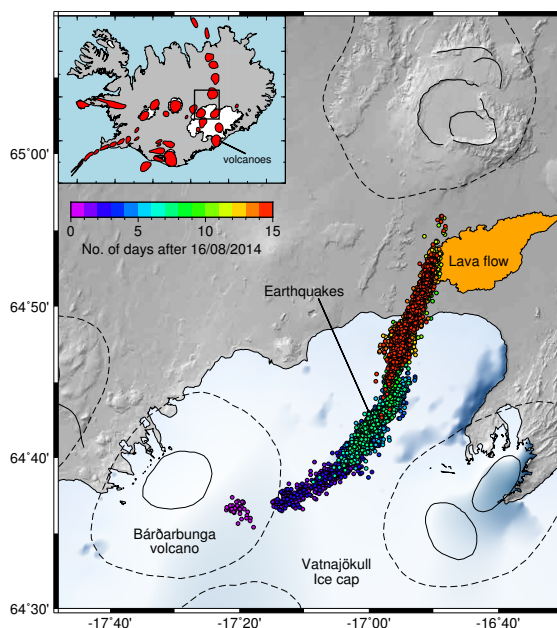 volcanoes
65°00'
0
5
10
15
No. of days after 16/08/2014
Lava flow
Earthquakes
64°50'
64°40'
Bárðarbunga
volcano
Vatnajökull
Ice cap
64°30'
-17°40'
-17°20'
-17°00'
-16°40'